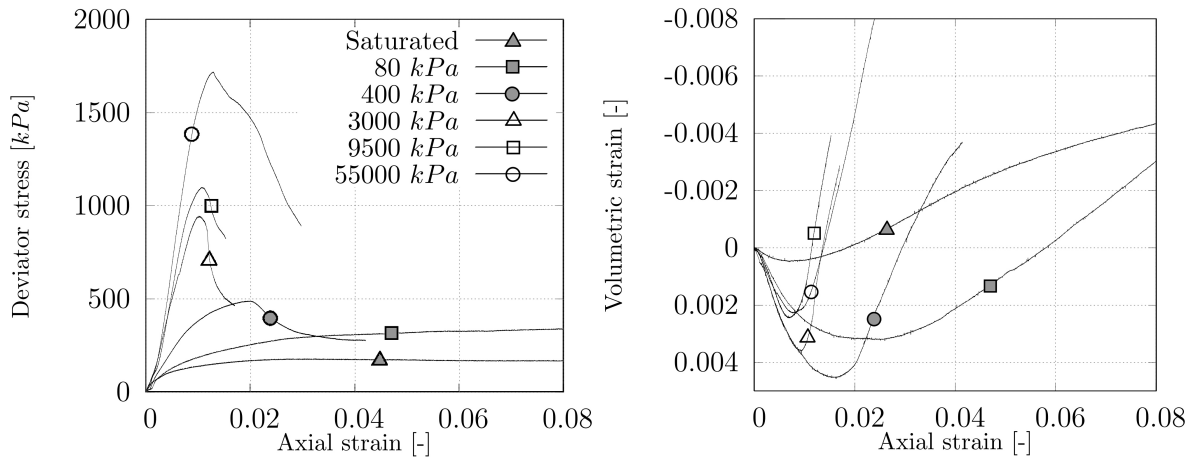 Deviator stress [kPa]
2000
1500
1000
500
0
Saturated
80 kPa
400 kPa
3000 kPa
9500 kPa
55000 kPa
0 0.02 0.04 0.06 0.08
Axial strain [-]
Volumetric strain [-]
-0.008
-0.006
-0.004
-0.002
0
0.002
0.004
0 0.02 0.04 0.06 0.08
Axial strain [-]